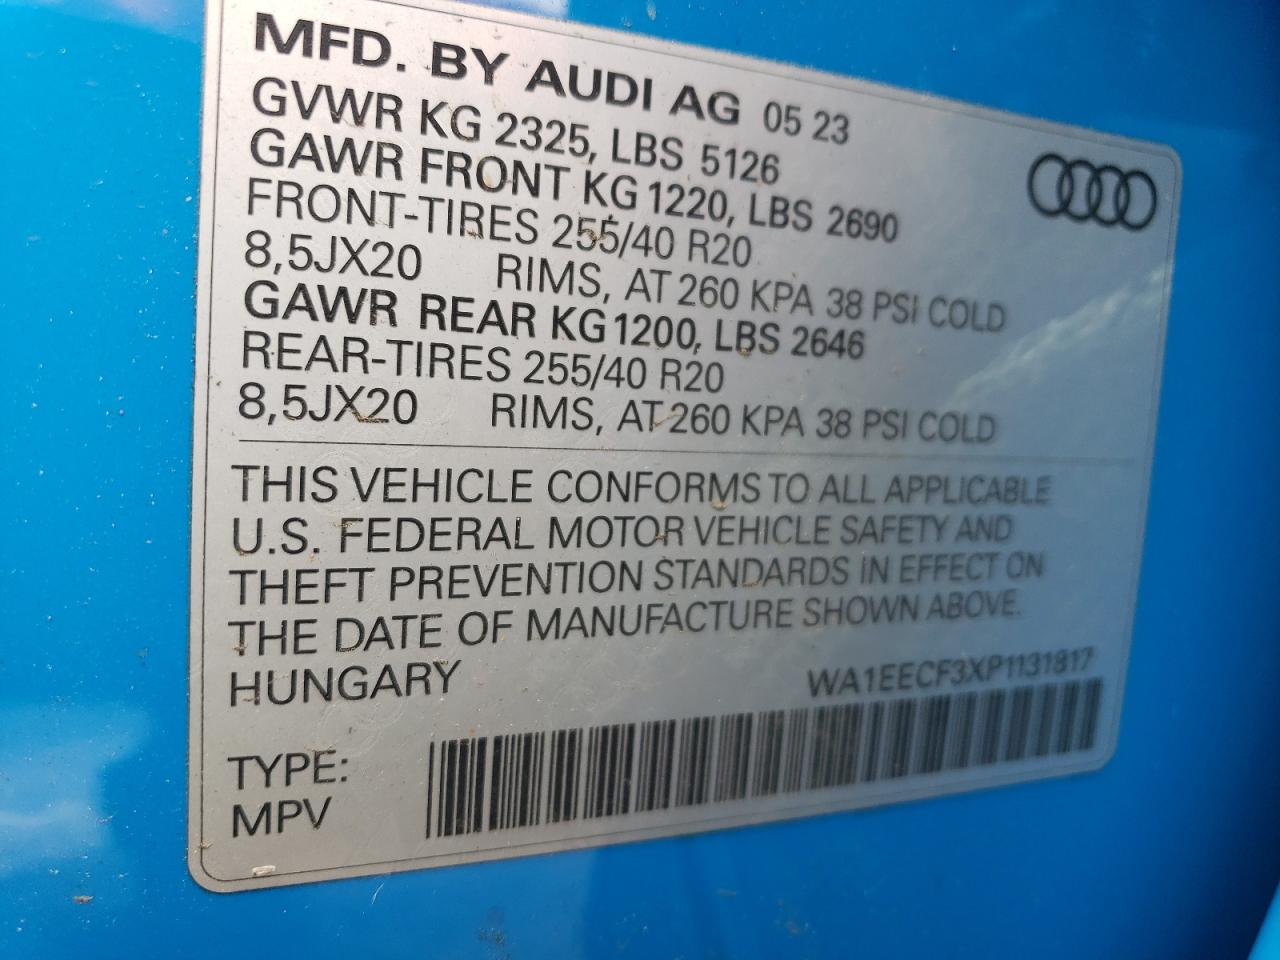 MFD. BY AUDI AG 05 23
GVWR KG 2325, LBS 5126
GAWR FRONT KG 1220, LBS 2690
FRONT-TIRES 255/40 R20
8,5JX20 RIMS, AT 260 KPA 38 PSI COLD
GAWR REAR KG 1200, LBS 2646
REAR-TIRES 255/40 R20
8,5JX20 RIMS, AT 260 KPA 38 PSI COLD
THIS VEHICLE CONFORMS TO ALL APPLICABLE
U.S. FEDERAL MOTOR VEHICLE SAFETY AND
THEFT PREVENTION STANDARDS IN EFFECT ON
THE DATE OF MANUFACTURE SHOWN ABOVE.
HUNGARY WA1EECF3XP1131817
TYPE:
MPV